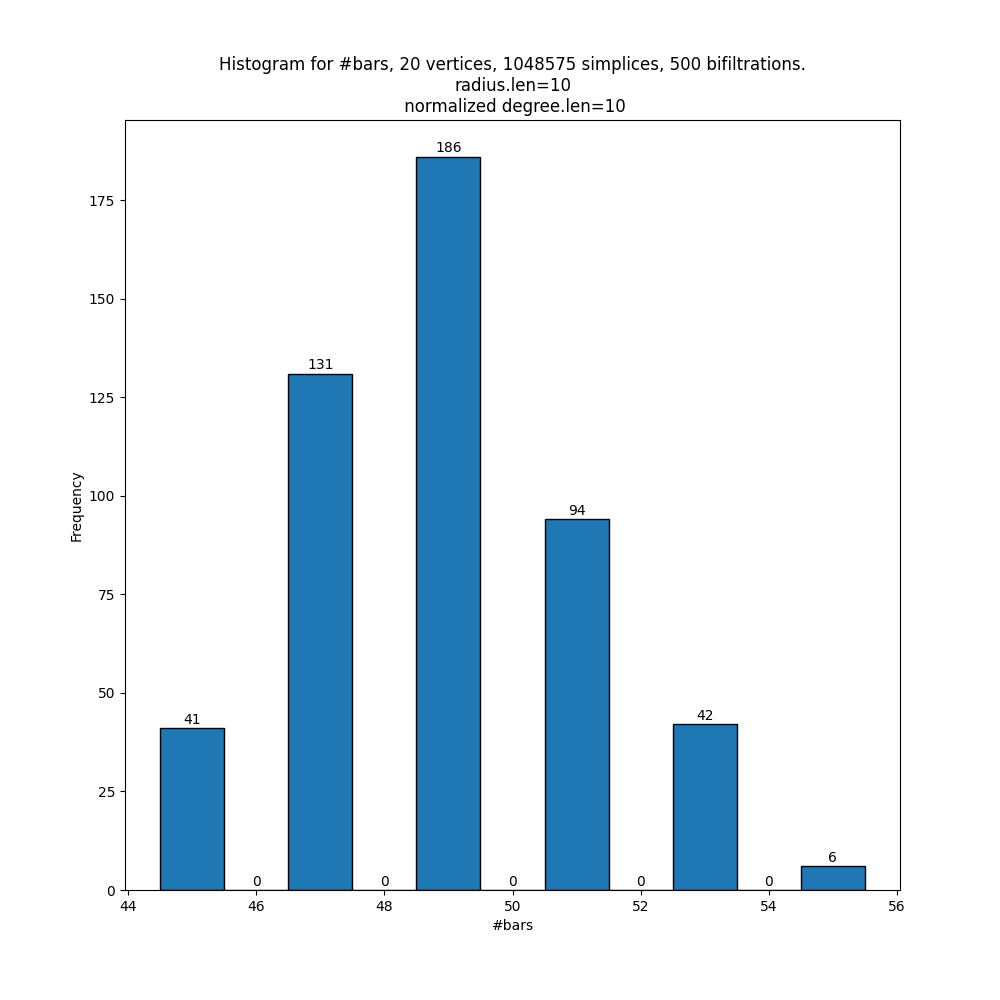 Histogram for #bars, 20 vertices, 1048575 simplices, 500 bifiltrations.
radius.len=10
normalized degree.len=10
186
175
150
131
125
100
94
Frequency
75
50
41
42
25
6
0
0 0 0 0 0
44 46 48 50 52 54 56
#bars